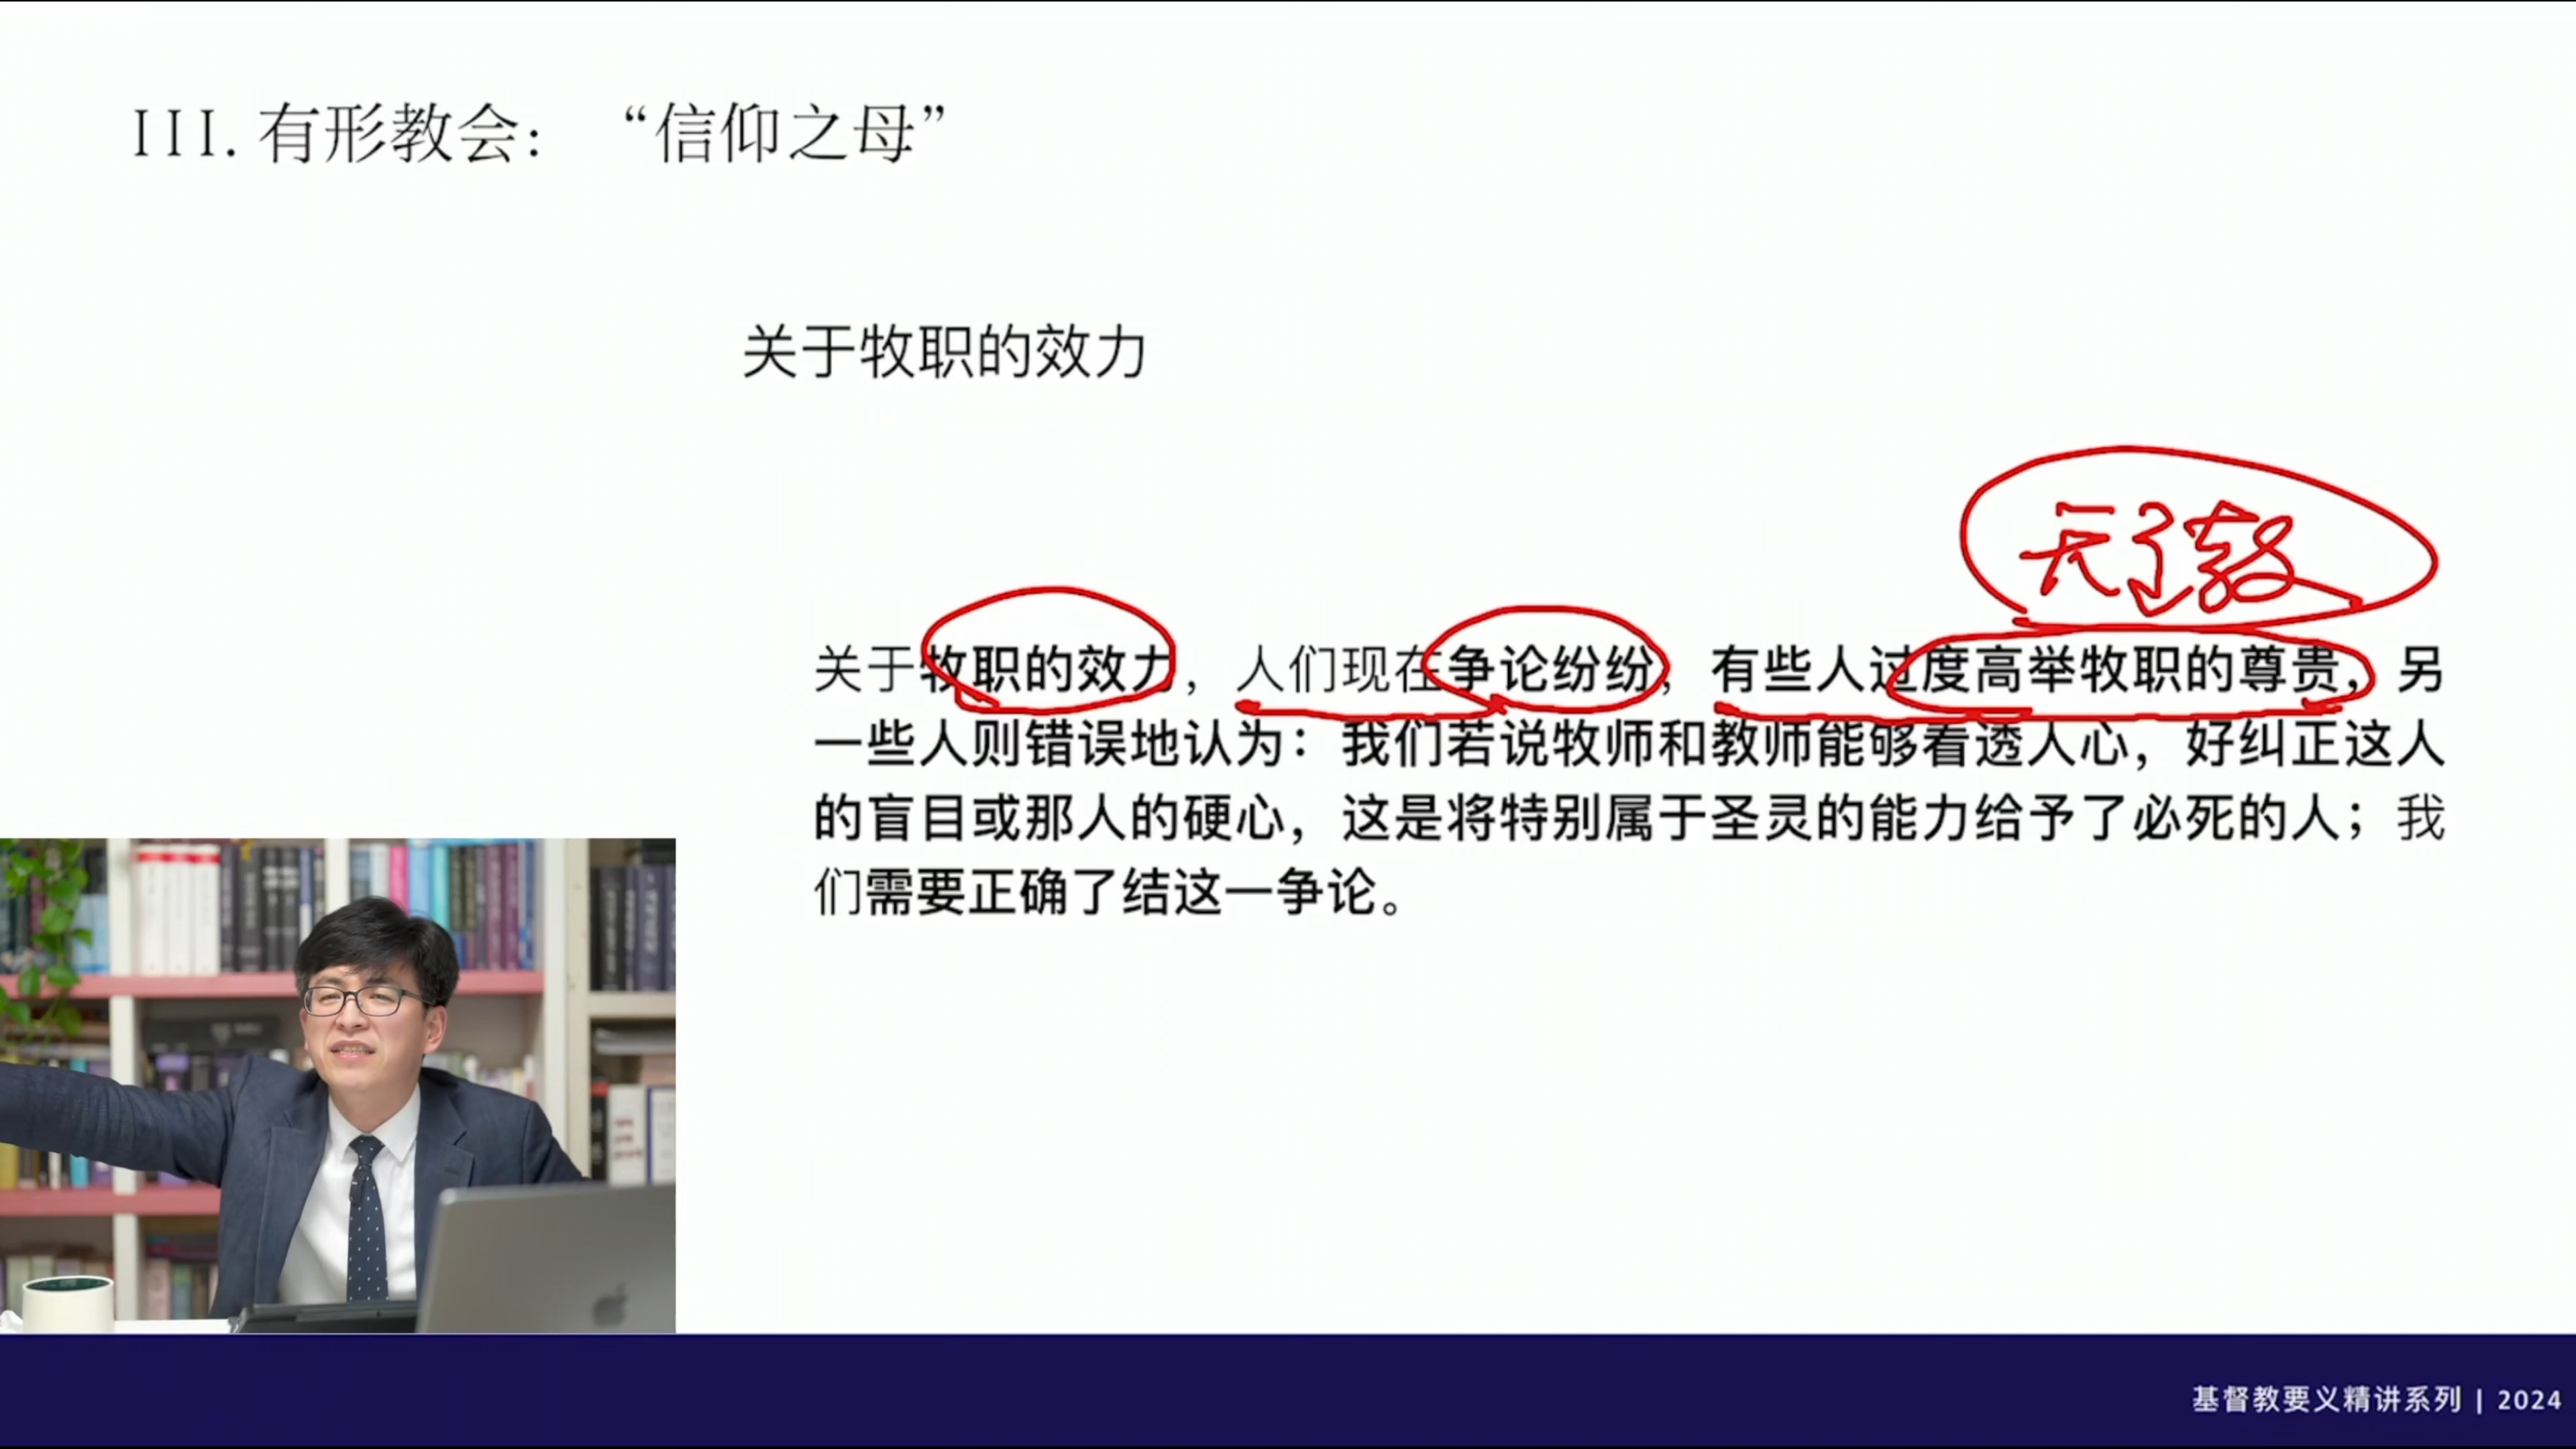 III. 有形教会： “信仰之母”
关于牧职的效力
天主教
关于牧职的效力，人们现在争论纷纷，有些人过度高举牧职的尊贵，另
一些人则错误地认为：我们若说牧师和教师能够看透人心，好纠正这人
的盲目或那人的硬心，这是将特别属于圣灵的能力给予了必死的人；我
们需要正确了结这一争论。
基督教要义精讲系列 | 2024